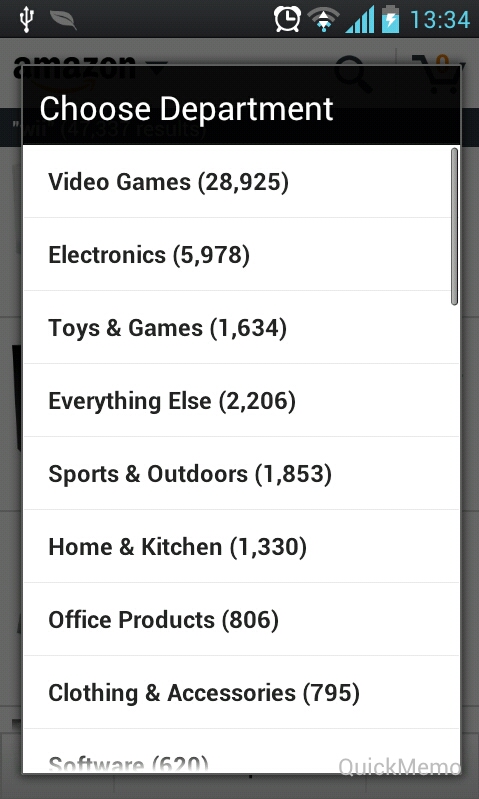 13:34
amazon
0
"wii" (47,337 results)
Choose Department
Video Games (28,925)
Electronics (5,978)
Toys & Games (1,634)
Everything Else (2,206)
Sports & Outdoors (1,853)
Home & Kitchen (1,330)
Office Products (806)
Clothing & Accessories (795)
Software (620)
QuickMemo